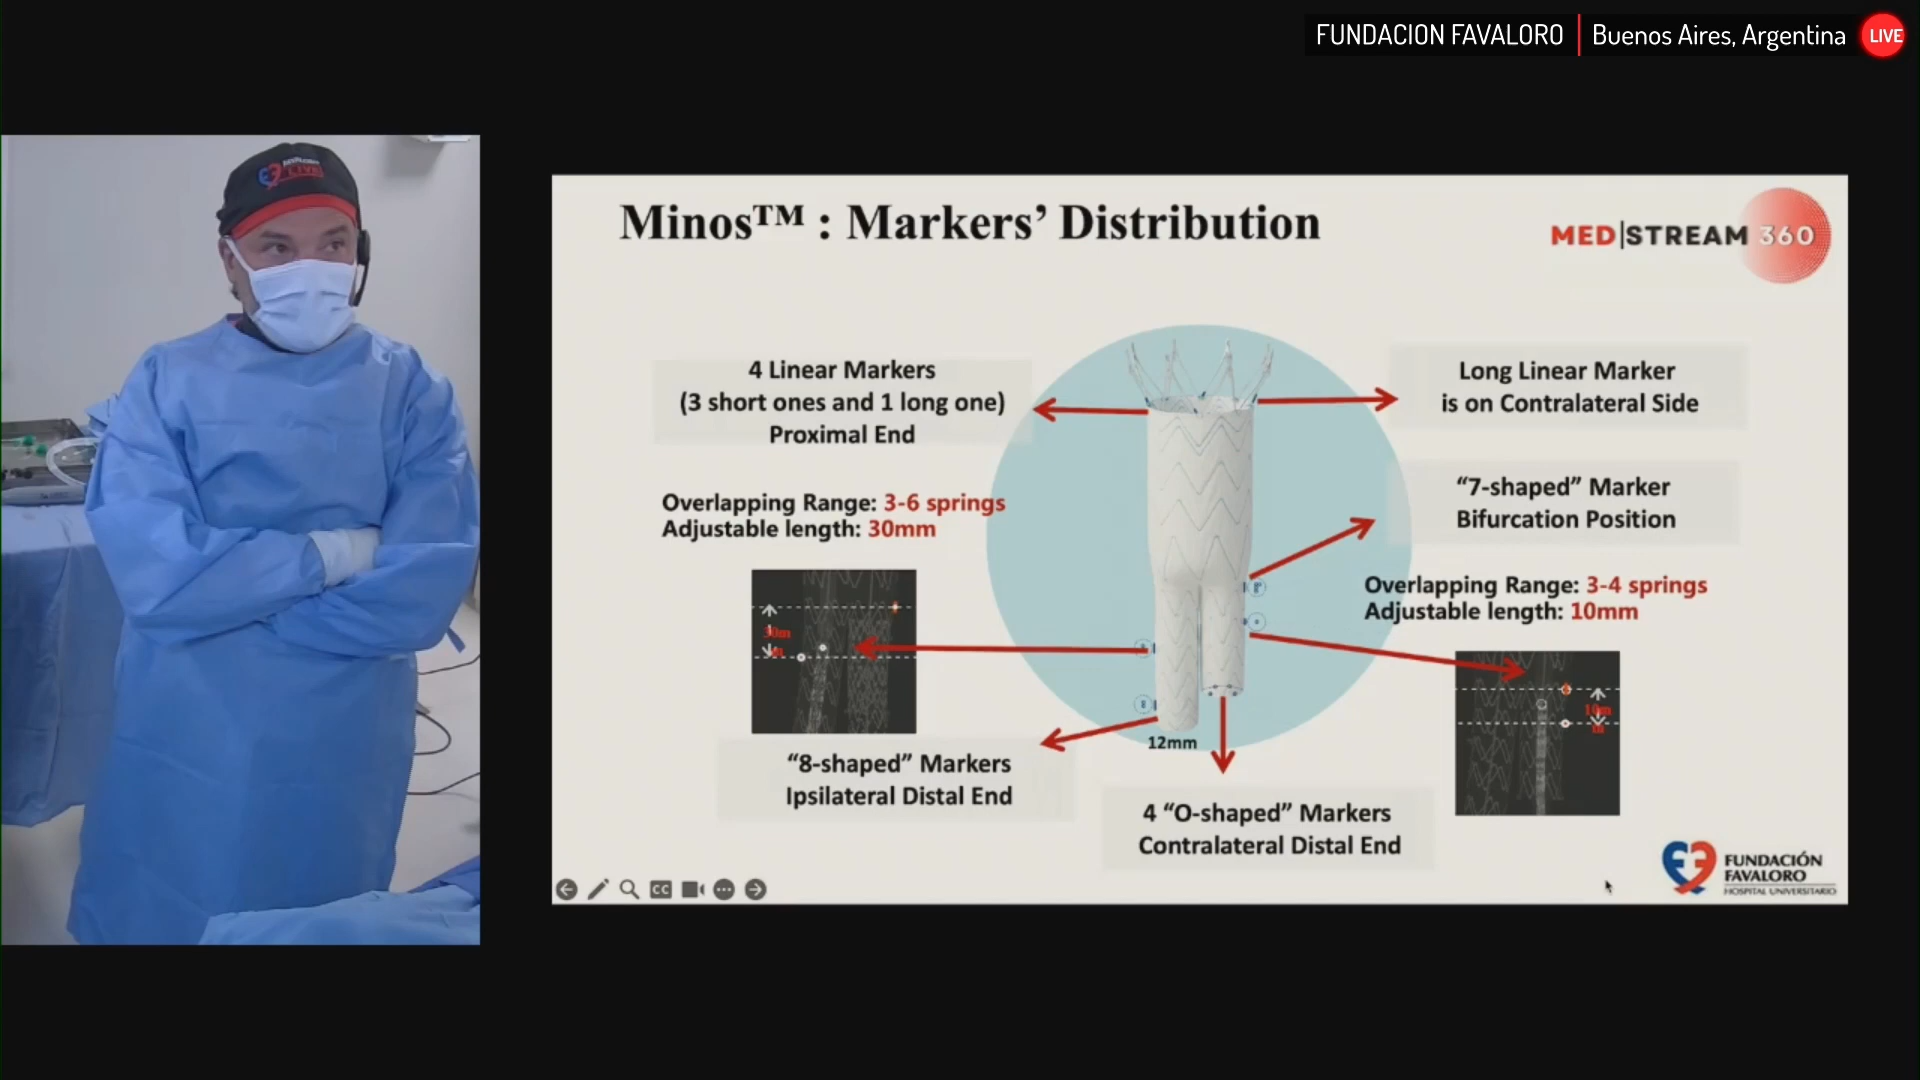 FUNDACION FAVALORO | Buenos Aires, Argentina LIVE
LIVE
Minos™ : Markers’ Distribution
MED|STREAM 360
4 Linear Markers
(3 short ones and 1 long one)
Proximal End
Long Linear Marker
is on Contralateral Side
“7-shaped” Marker
Bifurcation Position
Overlapping Range: 3-6 springs
Adjustable length: 30mm
Overlapping Range: 3-4 springs
Adjustable length: 10mm
12mm
“8-shaped” Markers
Ipsilateral Distal End
4 “O-shaped” Markers
Contralateral Distal End
CC
FUNDACIÓN
FAVALORO
HOSPITAL UNIVERSITARIO